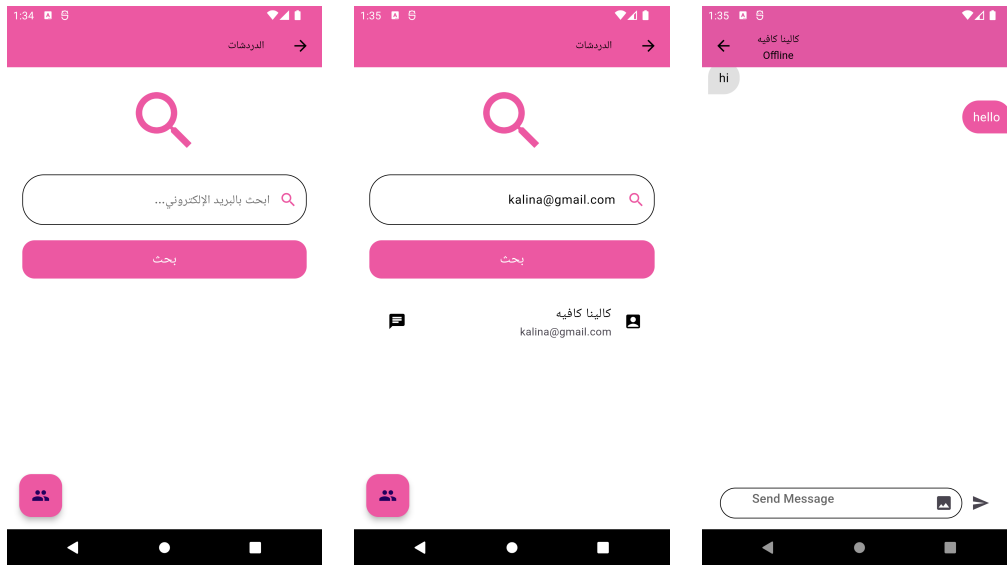 1:34
الدردشات
ابحث بالبريد الإلكتروني...
بحث
1:35
الدردشات
kalina@gmail.com
بحث
كالينا كافيه
kalina@gmail.com
1:35
كالينا كافيه
Offline
hi
hello
Send Message